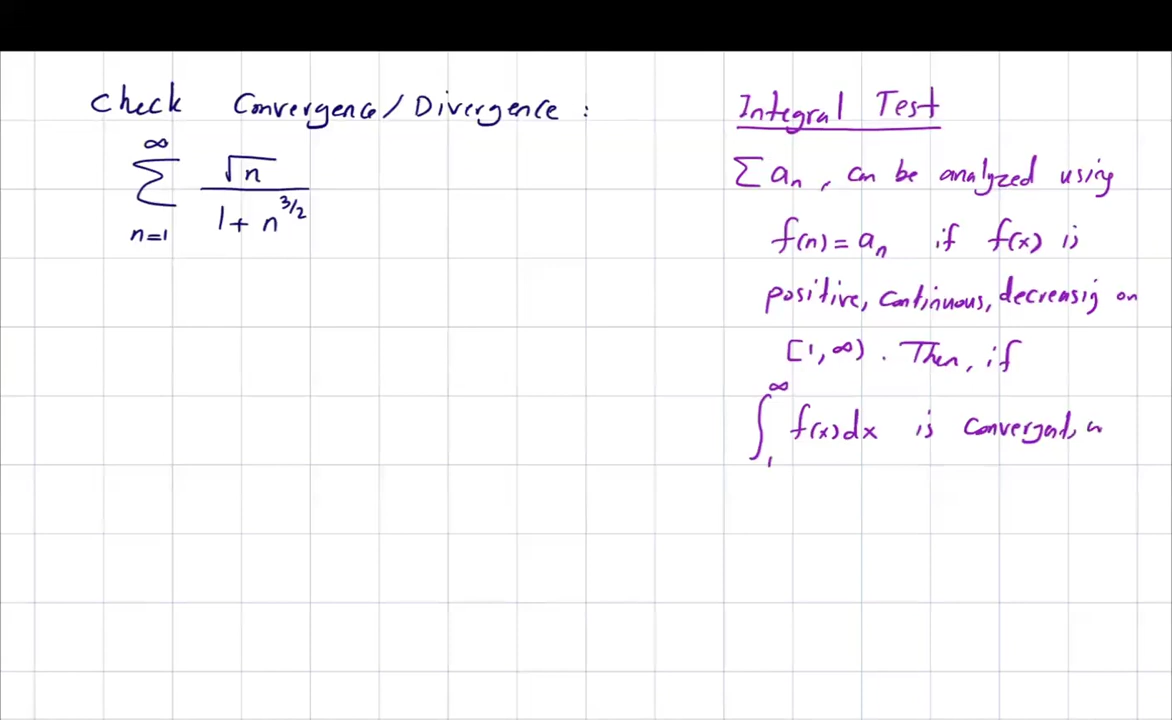 Check Convergence/Divergence :
∞
∑ √n / (1 + n^3/2)
n=1
Integral Test
∑ an, can be analyzed using
f(n) = an if f(x) is
positive, continuous, decreasig on
[1, ∞). Then, if
∫₁^∞ f(x)dx is convergent,